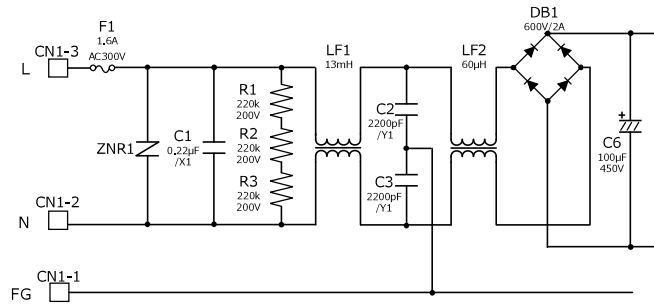 F1
1.6A
AC300V
CN1-3
L
ZNR1
C1
0.22μF
/X1
R1
220k
200V
R2
220k
200V
R3
220k
200V
LF1
13mH
C2
2200pF
/Y1
C3
2200pF
/Y1
LF2
60μH
DB1
600V/2A
+
C6
100μF
450V
CN1-2
N
CN1-1
FG